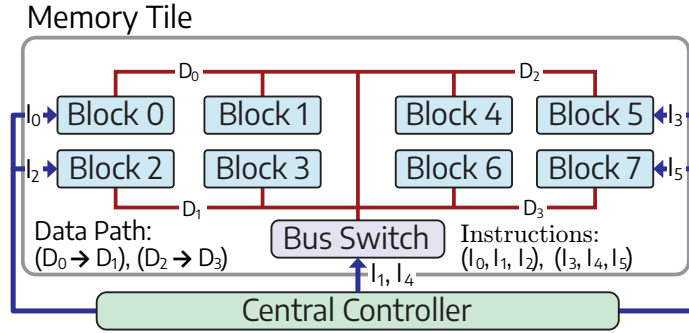 Memory Tile
D₀ D₂
I₀ Block 0 Block 1 Block 4 Block 5 I₃
I₂ Block 2 Block 3 Block 6 Block 7 I₅
D₁ D₃
Data Path:
(D₀ → D₁), (D₂ → D₃)
Bus Switch
Instructions:
(I₀, I₁, I₂), (I₃, I₄, I₅)
I₁, I₄
Central Controller